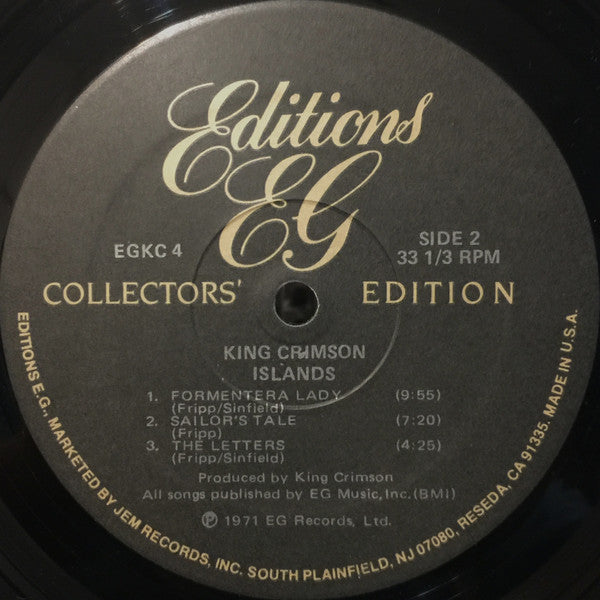 Editions
EG
EGKC 4
SIDE 2
33 1/3 RPM
COLLECTORS' EDITION
KING CRIMSON
ISLANDS
1. FORMENTERA LADY (9:55)
(Fripp/Sinfield)
2. SAILOR'S TALE (7:20)
(Fripp)
3. THE LETTERS (4:25)
(Fripp/Sinfield)
Produced by King Crimson
All songs published by EG Music, Inc. (BMI)
℗ 1971 EG Records, Ltd.
EDITIONS E.G., MARKETED BY JEM RECORDS, INC. SOUTH PLAINFIELD, NJ 07080, RESEDA, CA 91335. MADE IN U.S.A.